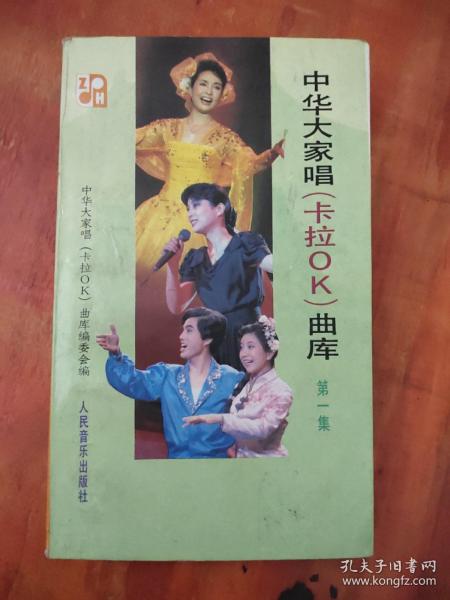 中华大家唱（卡拉OK）曲库
第一集
ZPH
中华大家唱（卡拉OK）曲库编委会编
人民音乐出版社
孔夫子旧书网
www.kongfz.com